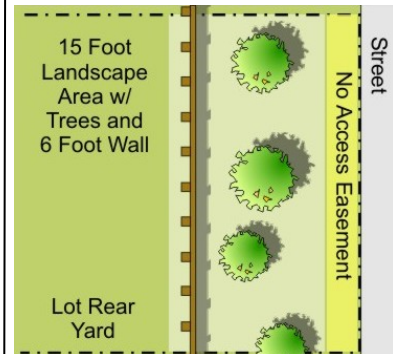 15 Foot
Landscape
Area w/
Trees and
6 Foot Wall
Lot Rear
Yard
No Access Easement
Street